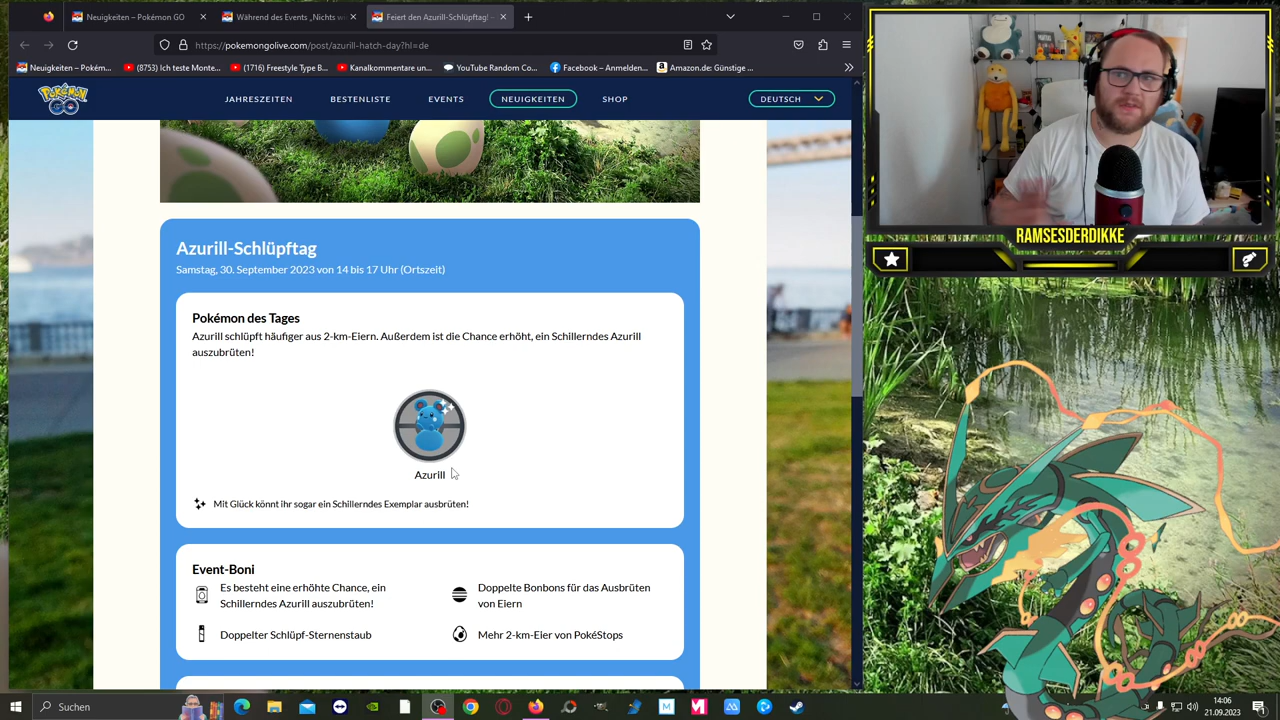 Neuigkeiten – Pokémon GO
Während des Events „Nichts wi
Feiert den Azurill-Schlüpftag! -
https://pokemongolive.com/post/azurill-hatch-day?hl=de
Neuigkeiten – Pokém...
(8753) Ich teste Monte...
(1716) Freestyle Type B...
Kanalkommentare un...
YouTube Random Co...
Facebook – Anmelden...
Amazon.de: Günstige ...
POKÉMON GO
JAHRESZEITEN
BESTENLISTE
EVENTS
NEUIGKEITEN
SHOP
DEUTSCH
Azurill-Schlüpftag
Samstag, 30. September 2023 von 14 bis 17 Uhr (Ortszeit)
Pokémon des Tages
Azurill schlüpft häufiger aus 2-km-Eiern. Außerdem ist die Chance erhöht, ein Schillerndes Azurill
auszubrüten!
Azurill
Mit Glück könnt ihr sogar ein Schillerndes Exemplar ausbrüten!
Event-Boni
Es besteht eine erhöhte Chance, ein
Schillerndes Azurill auszubrüten!
Doppelte Bonbons für das Ausbrüten
von Eiern
Doppelter Schlüpf-Sternenstaub
Mehr 2-km-Eier von PokéStops
RAMSESDERDIKKE
Suchen
14:06
21.09.2023